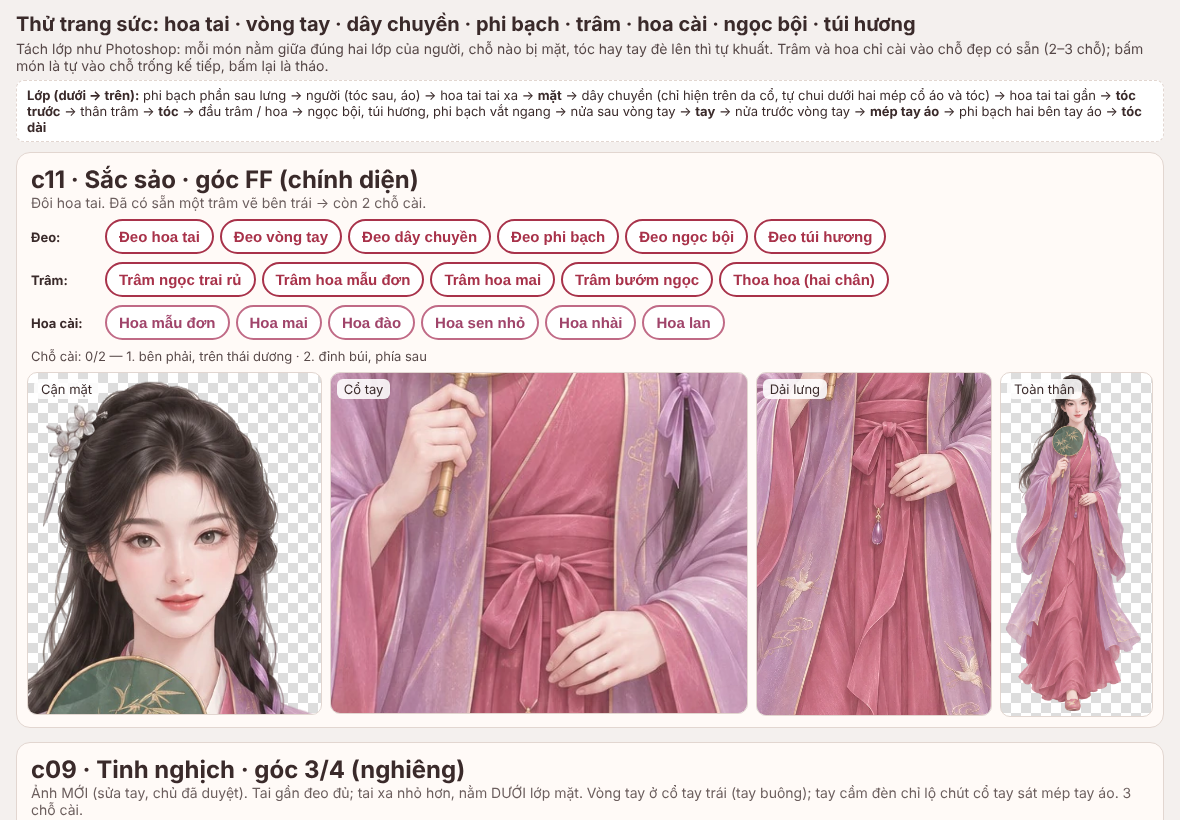 Thử trang sức: hoa tai · vòng tay · dây chuyền · phi bạch · trâm · hoa cài · ngọc bội · túi hương
Tách lớp như Photoshop: mỗi món nằm giữa đúng hai lớp của người, chỗ nào bị mặt, tóc hay tay đè lên thì tự khuất. Trâm và hoa chỉ cài vào chỗ đẹp có sẵn (2–3 chỗ); bấm
món là tự vào chỗ trống kế tiếp, bấm lại là tháo.
Lớp (dưới → trên): phi bạch phần sau lưng → người (tóc sau, áo) → hoa tai tai xa → mặt → dây chuyền (chỉ hiện trên da cổ, tự chui dưới hai mép cổ áo và tóc) → hoa tai tai gần → tóc
trước → thân trâm → tóc → đầu trâm / hoa → ngọc bội, túi hương, phi bạch vắt ngang → nửa sau vòng tay → tay → nửa trước vòng tay → mép tay áo → phi bạch hai bên tay áo → tóc
dài
c11 · Sắc sảo · góc FF (chính diện)
Đôi hoa tai. Đã có sẵn một trâm vẽ bên trái → còn 2 chỗ cài.
Đeo: Đeo hoa tai Đeo vòng tay Đeo dây chuyền Đeo phi bạch Đeo ngọc bội Đeo túi hương
Trâm: Trâm ngọc trai rủ Trâm hoa mẫu đơn Trâm hoa mai Trâm bướm ngọc Thoa hoa (hai chân)
Hoa cài: Hoa mẫu đơn Hoa mai Hoa đào Hoa sen nhỏ Hoa nhài Hoa lan
Chỗ cài: 0/2 — 1. bên phải, trên thái dương · 2. đỉnh búi, phía sau
Cận mặt Cổ tay Dải lưng Toàn thân
c09 · Tinh nghịch · góc 3/4 (nghiêng)
Ảnh MỚI (sửa tay, chủ đã duyệt). Tai gần đeo đủ; tai xa nhỏ hơn, nằm DƯỚI lớp mặt. Vòng tay ở cổ tay trái (tay buông); tay cầm đèn chỉ lộ chút cổ tay sát mép tay áo. 3
chỗ cài.